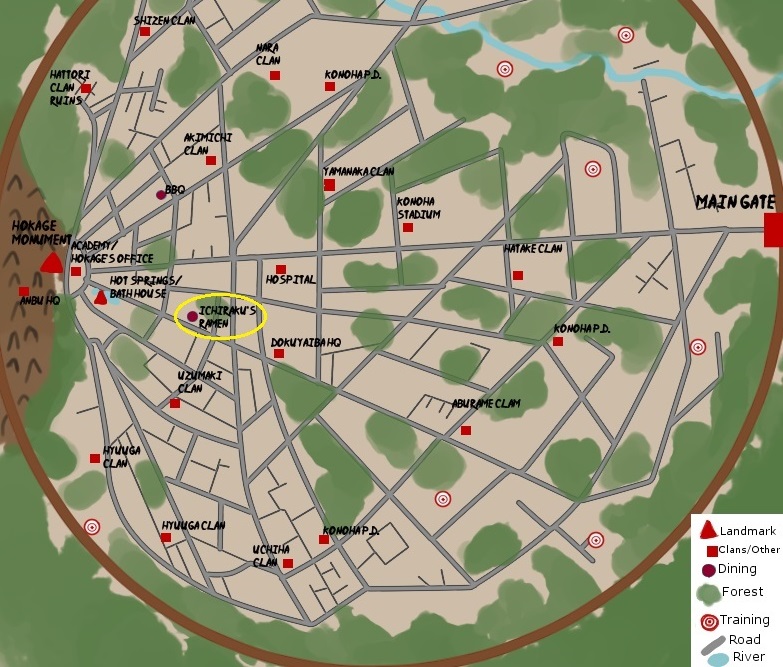 SHIZEN CLAN
NARA
CLAN
HATTORI
CLAN
RUINS
KONOHA P.D.
AKIMICHI
CLAN
YAMANAKA CLAN
BBQ
KONOHA
STADIUM
MAIN GATE
HOKAGE
MONUMENT
ACADEMY/
HOKAGE'S OFFICE
HATAKE CLAN
HOT SPRINGS/
BATH HOUSE
HOSPITAL
ANBU HQ
ICHIRAKU'S
RAMEN
KONOHA P.D.
DOKUYAIBA HQ
UZUMAKI
CLAN
ABURAME CLAM
HYUUGA
CLAN
HYUUGA CLAN
KONOHA P.D.
UCHIHA
CLAN
Landmark
Clans/Other
Dining
Forest
Training
Road
River